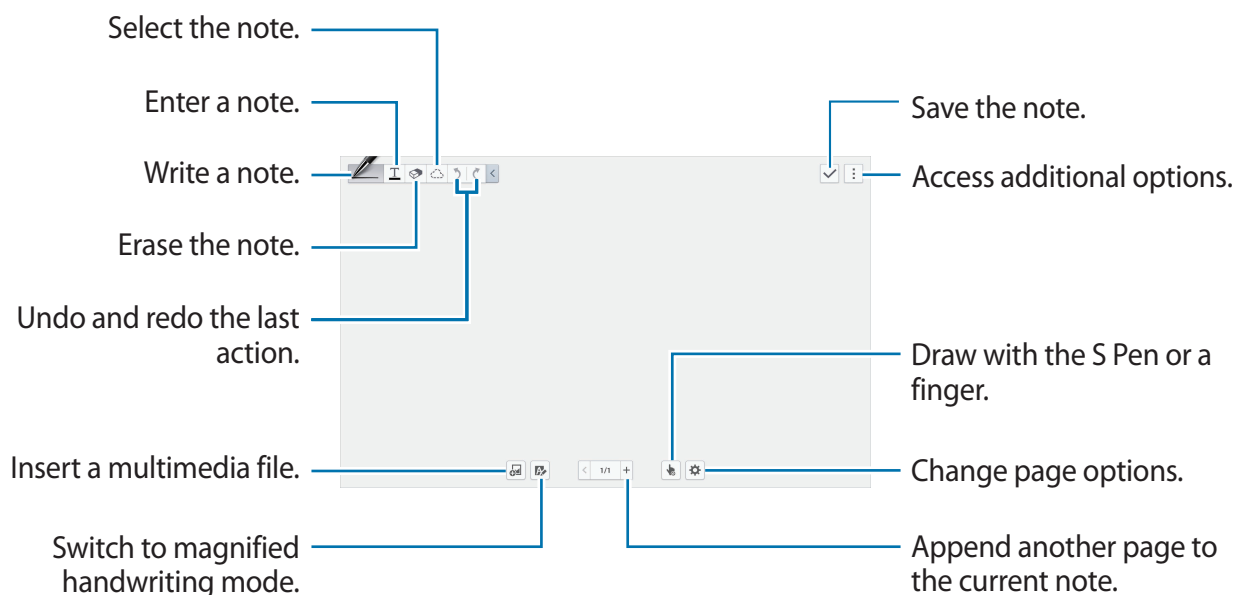 Select the note.
Enter a note.
Write a note.
Erase the note.
Undo and redo the last
action.
Insert a multimedia file.
Switch to magnified
handwriting mode.
Save the note.
Access additional options.
1/1
Draw with the S Pen or a
finger.
Change page options.
Append another page to
the current note.